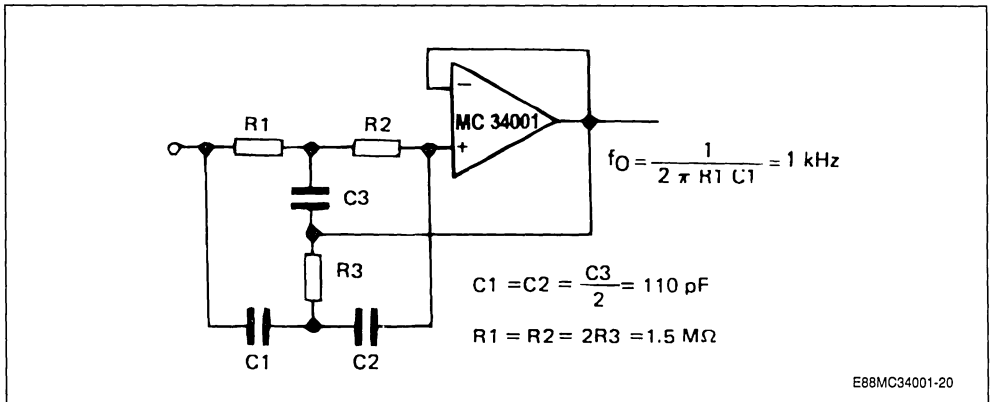 R1
R2
−
MC 34001
+
C3
R3
C1
C2
fO = 1 / 2 π R1 C1 = 1 kHz
C1 = C2 = C3 / 2 = 110 pF
R1 = R2 = 2R3 = 1.5 MΩ
E88MC34001-20